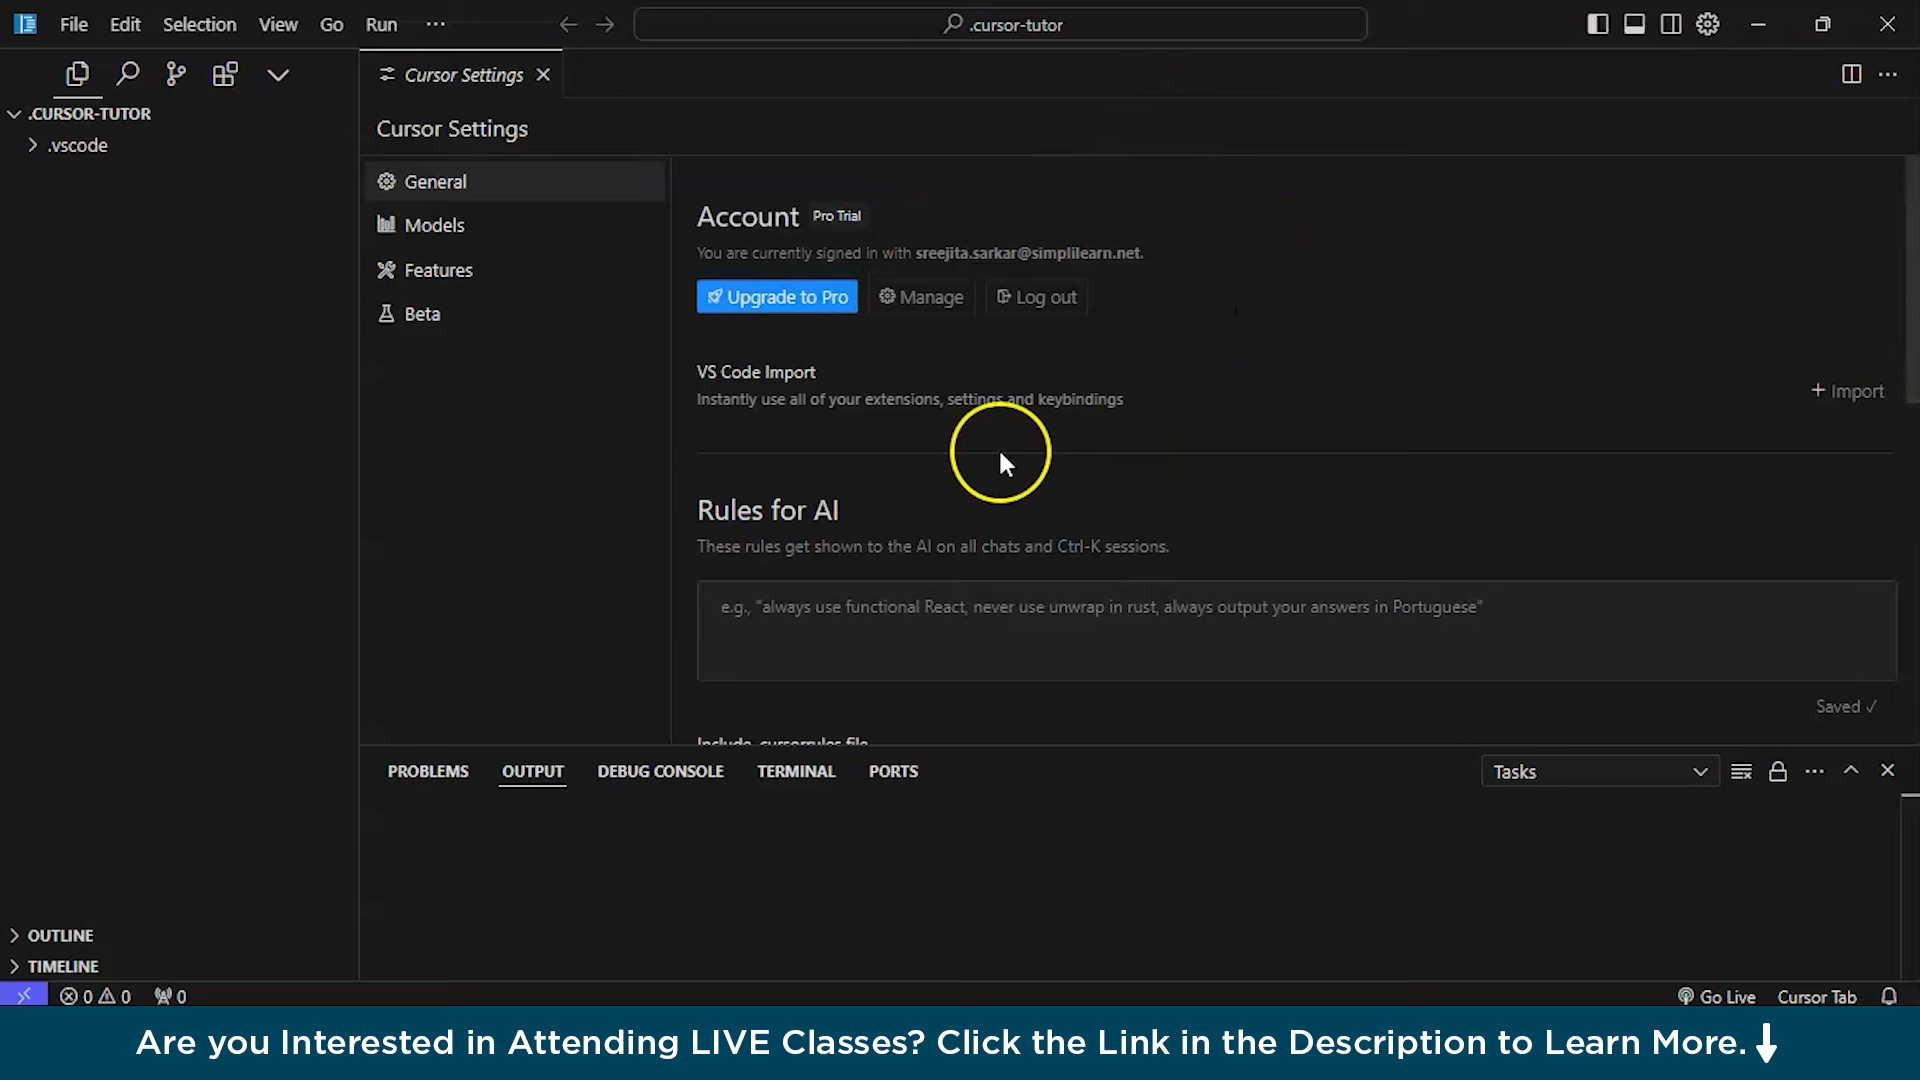 File Edit Selection View Go Run ···
.cursor-tutor
Cursor Settings
.CURSOR-TUTOR
.vscode
Cursor Settings
General
Models
Features
Beta
Account Pro Trial
You are currently signed in with sreejita.sarkar@simplilearn.net.
Upgrade to Pro Manage Log out
VS Code Import
Instantly use all of your extensions, settings and keybindings
+ Import
Rules for AI
These rules get shown to the AI on all chats and Ctrl-K sessions.
e.g., "always use functional React, never use unwrap in rust, always output your answers in Portuguese"
Saved ✓
Include .cursorrules file
PROBLEMS OUTPUT DEBUG CONSOLE TERMINAL PORTS
Tasks
OUTLINE
TIMELINE
0 0 0
Go Live Cursor Tab
Are you Interested in Attending LIVE Classes? Click the Link in the Description to Learn More.